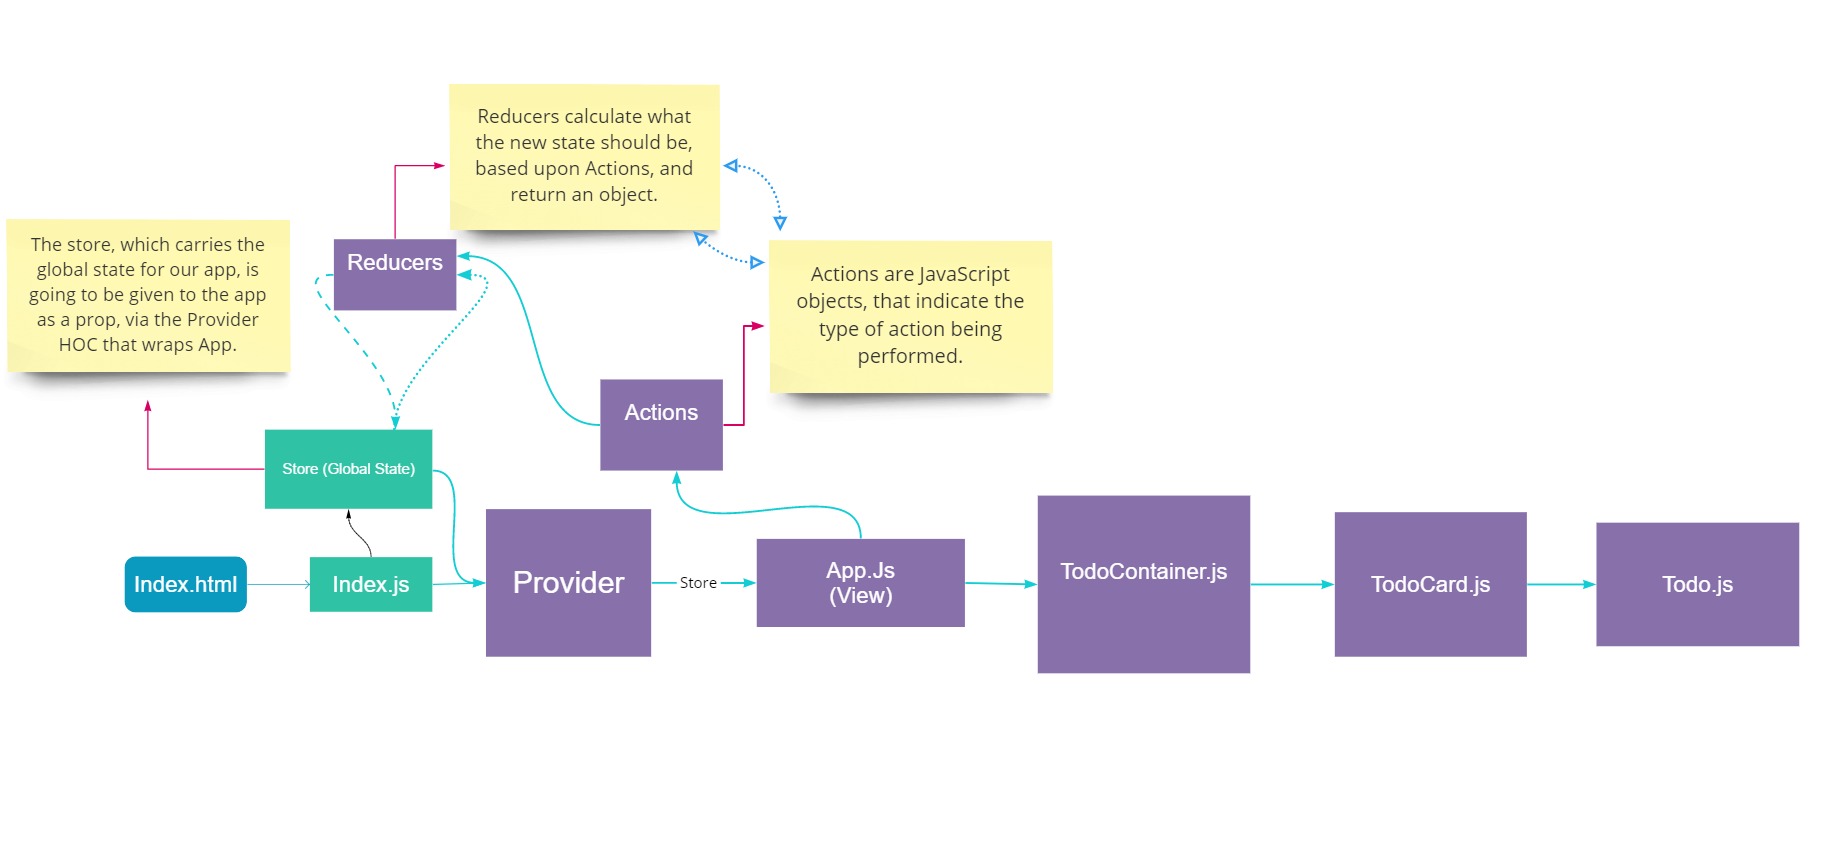 Reducers calculate what
the new state should be,
based upon Actions, and
return an object.
The store, which carries the
global state for our app, is
going to be given to the app
as a prop, via the Provider
HOC that wraps App.
Reducers
Actions are JavaScript
objects, that indicate the
type of action being
performed.
Actions
Store (Global State)
Index.html
Index.js
Provider
Store
App.Js
(View)
TodoContainer.js
TodoCard.js
Todo.js